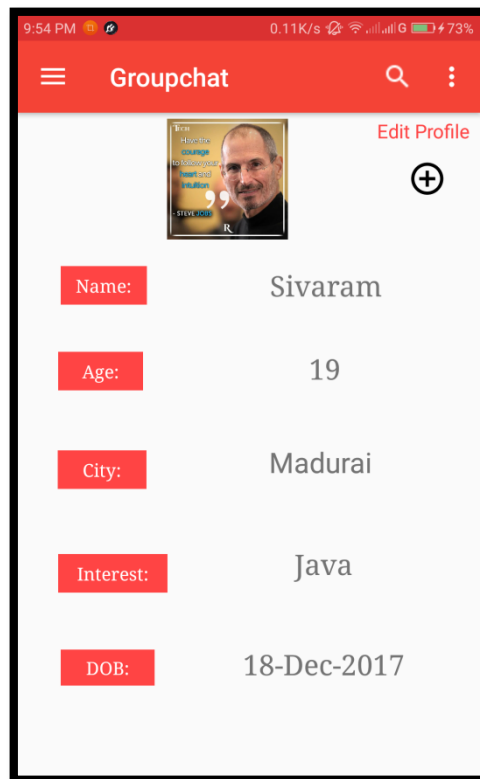 9:54 PM 0.11K/s G 73%
Groupchat
Edit Profile
Have the
courage
to follow your
heart and
intuition
- STEVE JOBS
R
Name: Sivaram
Age: 19
City: Madurai
Interest: Java
DOB: 18-Dec-2017